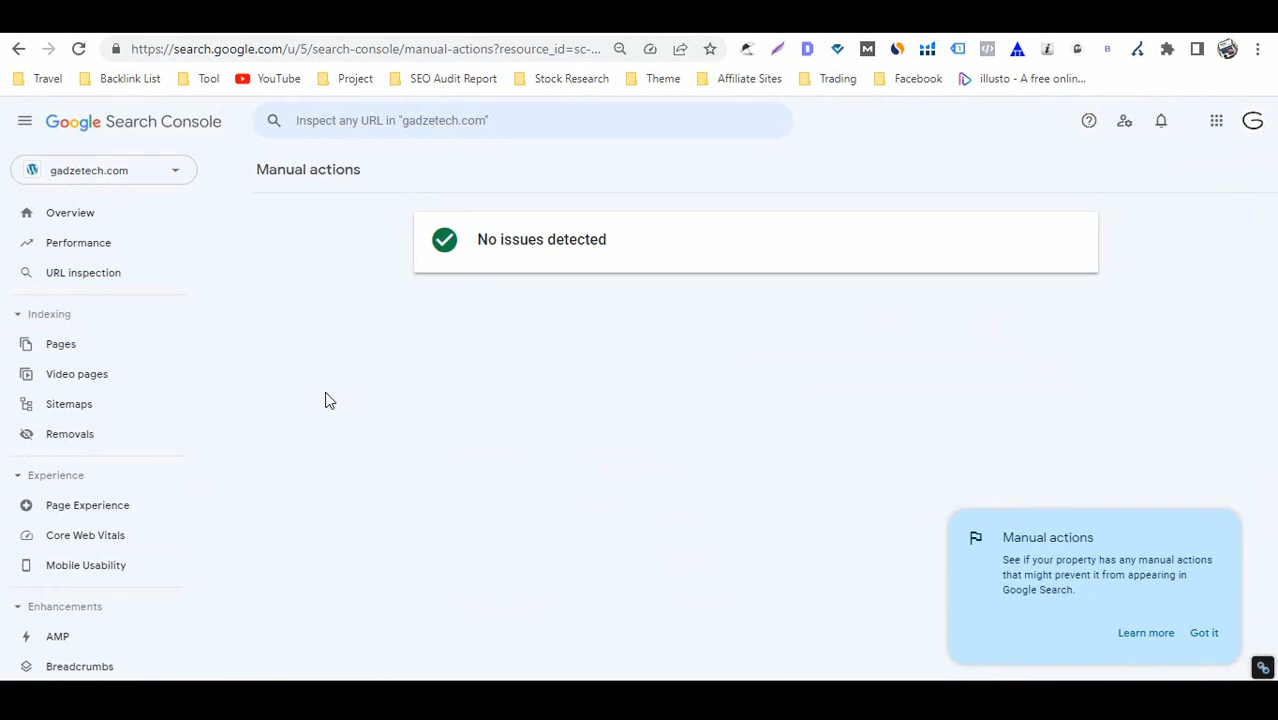 https://search.google.com/u/5/search-console/manual-actions?resource_id=sc-...
Travel Backlink List Tool YouTube Project SEO Audit Report Stock Research Theme Affiliate Sites Trading Facebook illusto - A free onlin...
Google Search Console
Inspect any URL in "gadzetech.com"
G
gadzetech.com
Manual actions
Overview
No issues detected
Performance
URL inspection
Indexing
Pages
Video pages
Sitemaps
Removals
Experience
Page Experience
Core Web Vitals
Mobile Usability
Enhancements
AMP
Breadcrumbs
Manual actions
See if your property has any manual actions
that might prevent it from appearing in
Google Search.
Learn more Got it